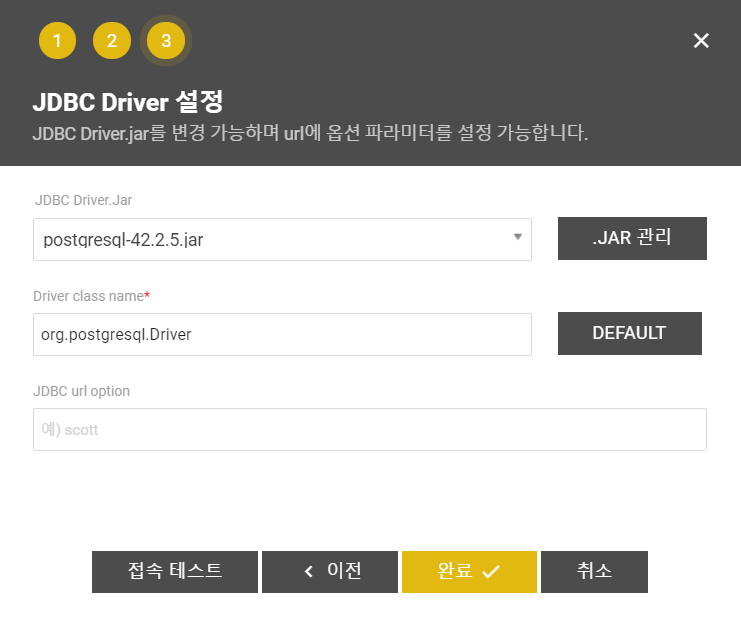 1 2 3
JDBC Driver 설정
JDBC Driver.jar를 변경 가능하며 url에 옵션 파라미터를 설정 가능합니다.
JDBC Driver.Jar
postgresql-42.2.5.jar
.JAR 관리
Driver class name*
org.postgresql.Driver
DEFAULT
JDBC url option
예) scott
접속 테스트 이전 완료 취소